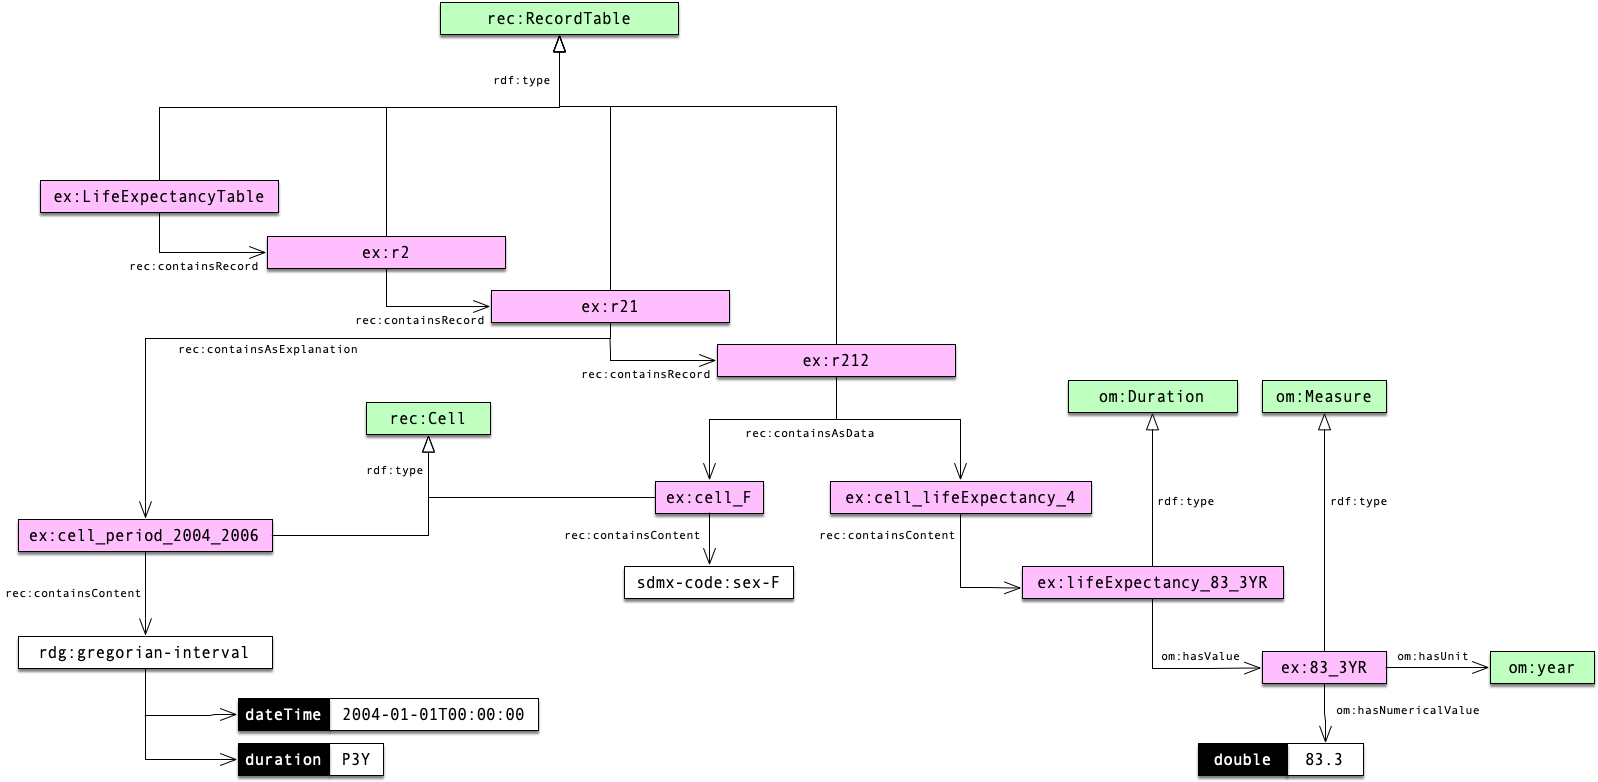 rec:RecordTable
rdf:type
ex:LifeExpectancyTable
ex:r2
rec:containsRecord
ex:r21
rec:containsRecord
rec:containsAsExplanation
ex:r212
rec:containsRecord
om:Duration
om:Measure
rec:Cell
rec:containsAsData
rdf:type
ex:cell_F
ex:cell_lifeExpectancy_4
rdf:type
rdf:type
ex:cell_period_2004_2006
rec:containsContent
rec:containsContent
sdmx-code:sex-F
ex:lifeExpectancy_83_3YR
rec:containsContent
rdg:gregorian-interval
om:hasValue
ex:83_3YR
om:hasUnit
om:year
dateTime 2004-01-01T00:00:00
om:hasNumericalValue
duration P3Y
double 83.3